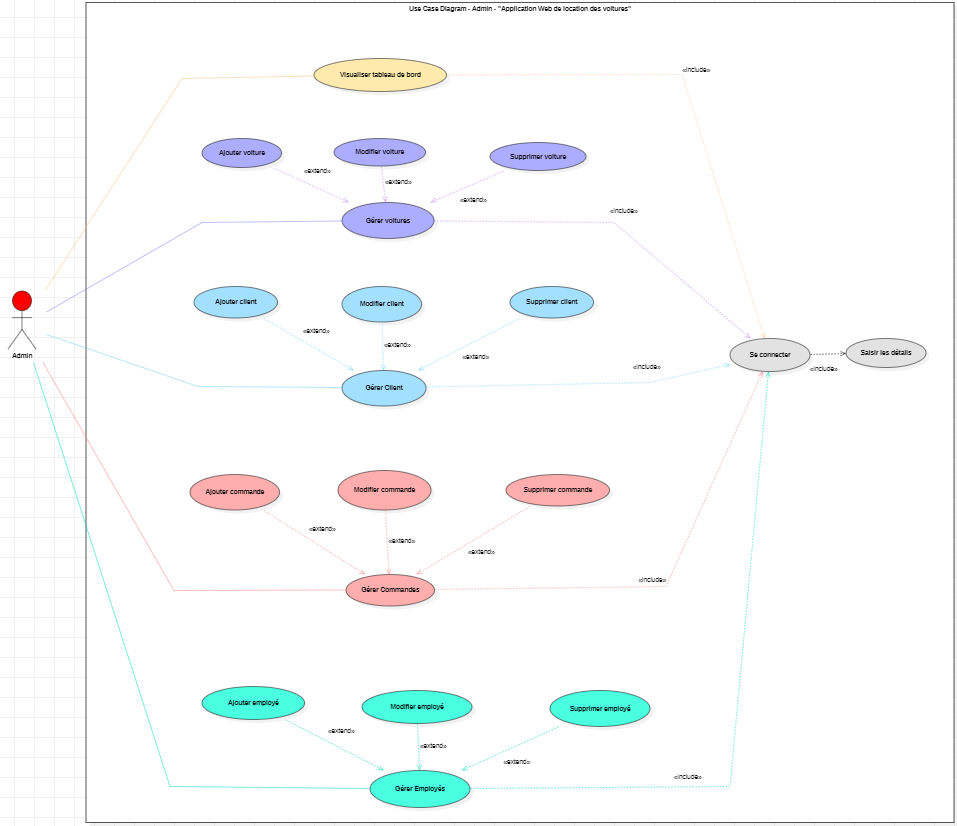 Use Case Diagram - Admin - "Application Web de location des voitures"
Visualiser tableau de bord
«include»
Ajouter voiture
Modifier voiture
Supprimer voiture
«extend»
«extend»
«extend»
Gérer voitures
«include»
Ajouter client
Modifier client
Supprimer client
«extend»
«extend»
«extend»
Admin
Se connecter
Saisir les détails
«include»
«include»
Gérer Client
Ajouter commande
Modifier commande
Supprimer commande
«extend»
«extend»
«extend»
Gérer Commandes
«include»
Ajouter employé
Modifier employé
Supprimer employé
«extend»
«extend»
«extend»
Gérer Employés
«include»